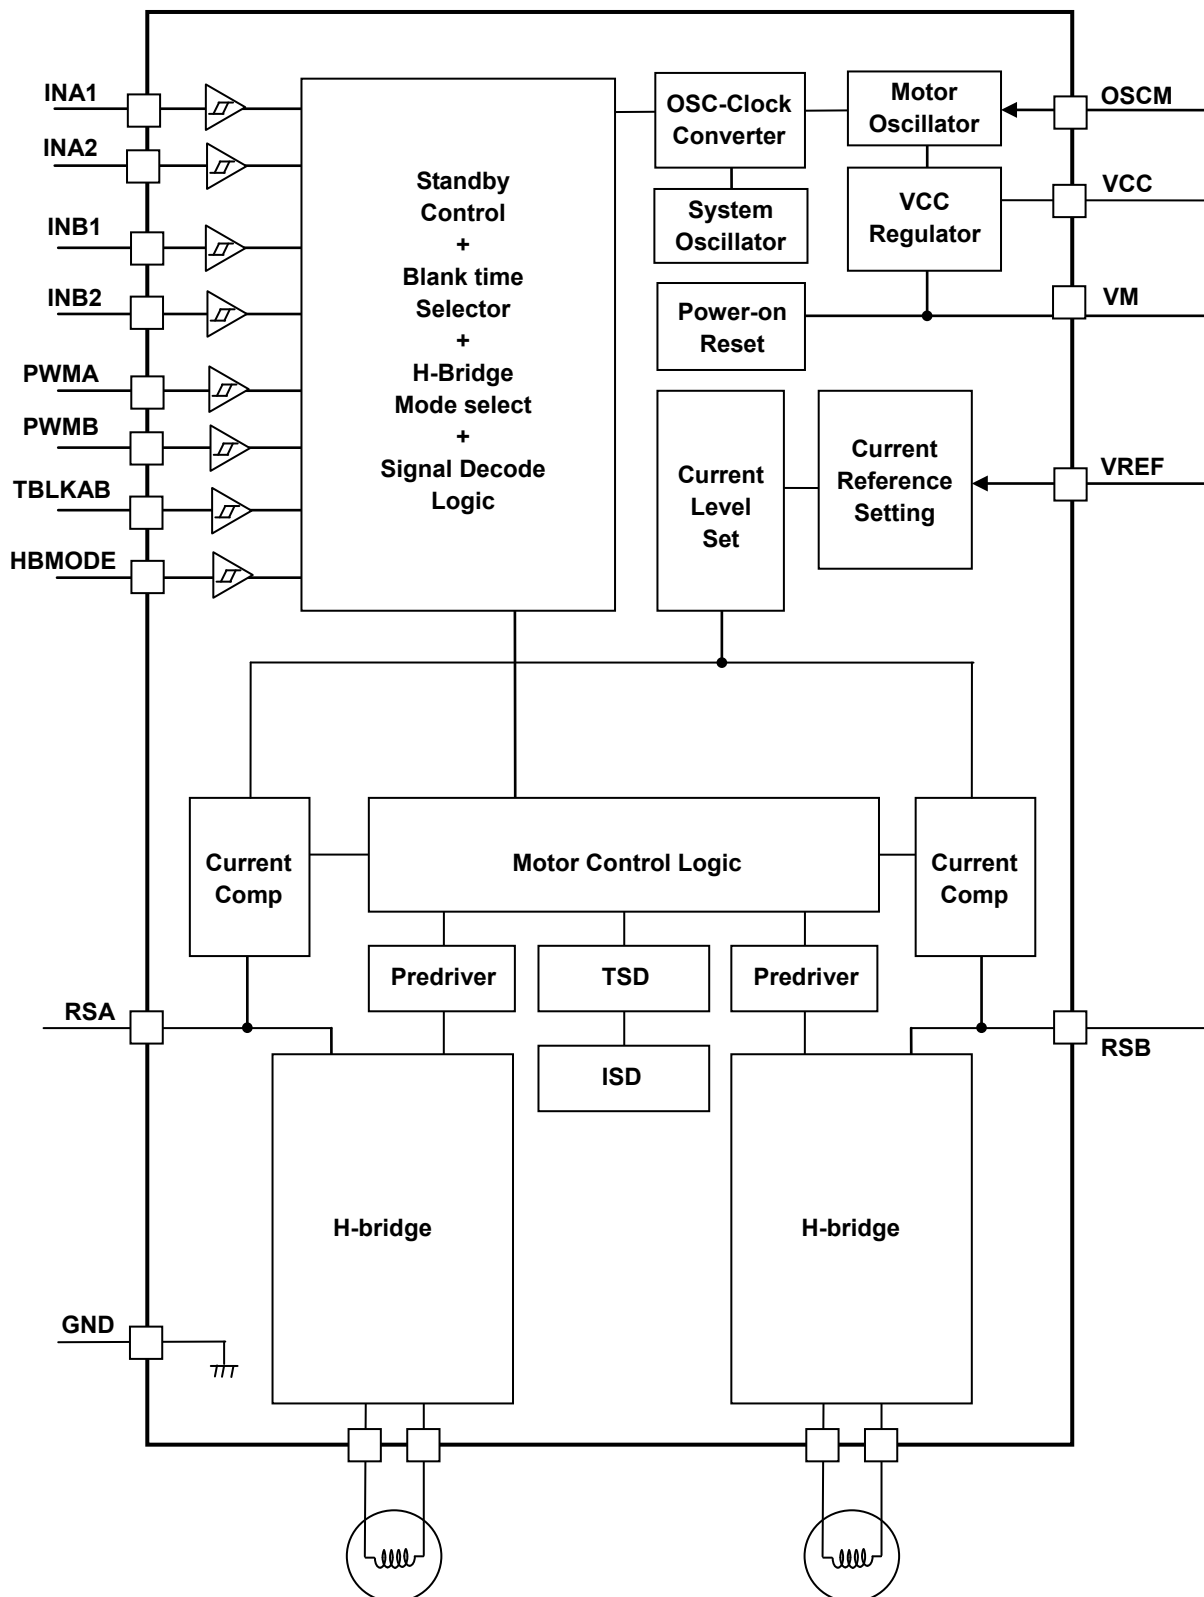 INA1
INA2
INB1
INB2
PWMA
PWMB
TBLKAB
HBMODE
Standby
Control
+
Blank time
Selector
+
H-Bridge
Mode select
+
Signal Decode
Logic
OSC-Clock
Converter
Motor
Oscillator
OSCM
System
Oscillator
VCC
Regulator
VCC
Power-on
Reset
VM
Current
Level
Set
Current
Reference
Setting
VREF
Current
Comp
Motor Control Logic
Current
Comp
Predriver
TSD
Predriver
RSA
ISD
RSB
H-bridge
H-bridge
GND